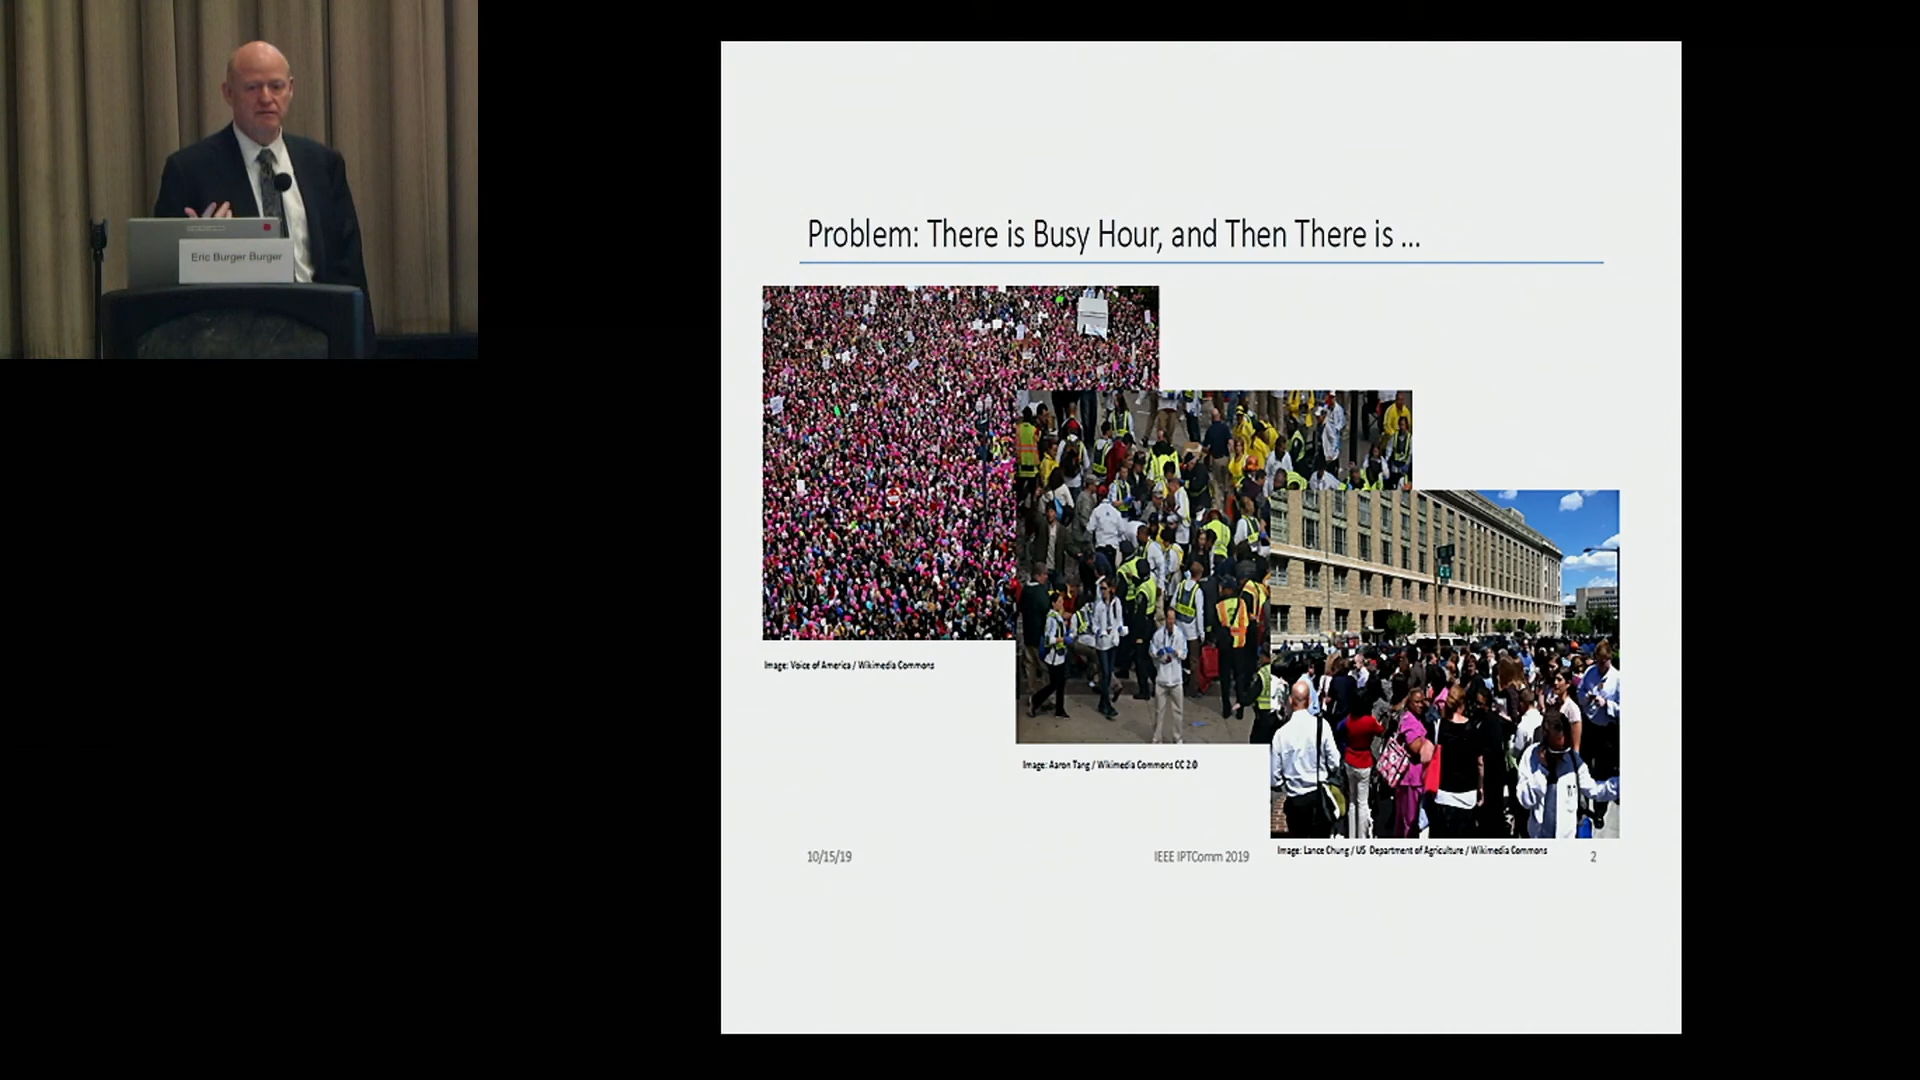 Eric Burger Burger
Problem: There is Busy Hour, and Then There is ...
Image: Voice of America / Wikimedia Commons
Image: Aaron Tang / Wikimedia Commons CC 2.0
Image: Lance Chung / US Department of Agriculture / Wikimedia Commons
10/15/19
IEEE IPTComm 2019
2